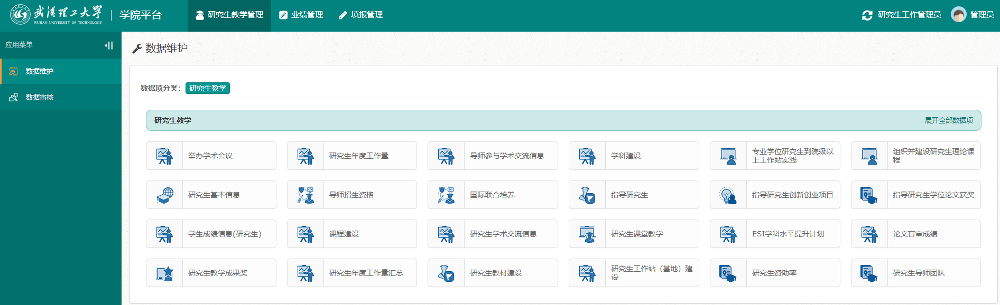 武汉理工大学
WUHAN UNIVERSITY OF TECHNOLOGY
学院平台
研究生教学管理
业绩管理
填报管理
研究生工作管理员
管理员
应用菜单
数据维护
数据审核
数据维护
数据项分类：
研究生教学
研究生教学
展开全部数据项
举办学术会议
研究生年度工作量
导师参与学术交流信息
学科建设
专业学位研究生到院级以
上工作站实践
组织并建设研究生理论课
程
研究生基本信息
导师招生资格
国际联合培养
指导研究生
指导研究生创新创业项目
指导研究生学位论文获奖
学生成绩信息(研究生)
课程建设
研究生学术交流信息
研究生课堂教学
ESI学科水平提升计划
论文盲审成绩
研究生教学成果奖
研究生年度工作量汇总
研究生教材建设
研究生工作站（基地）建
设
研究生资助率
研究生导师团队